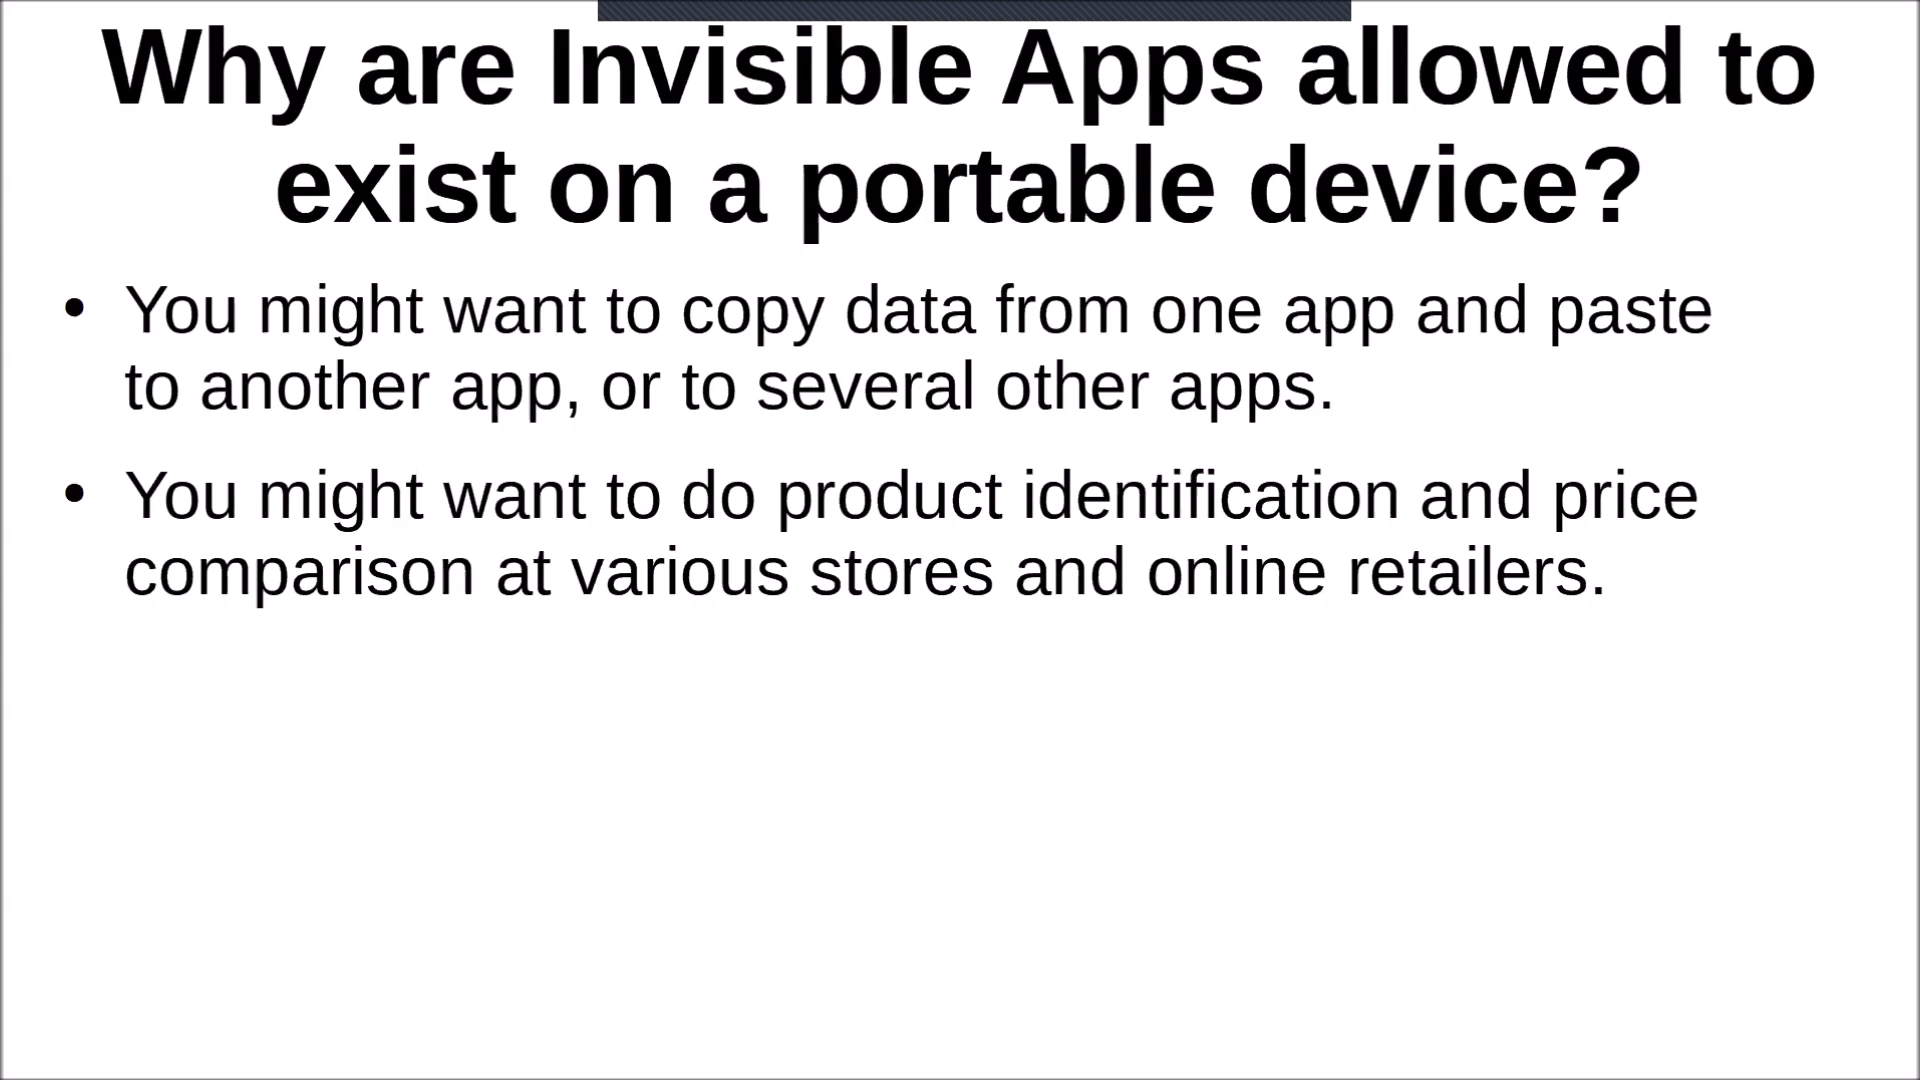 Why are Invisible Apps allowed to
exist on a portable device?
• You might want to copy data from one app and paste
to another app, or to several other apps.
• You might want to do product identification and price
comparison at various stores and online retailers.